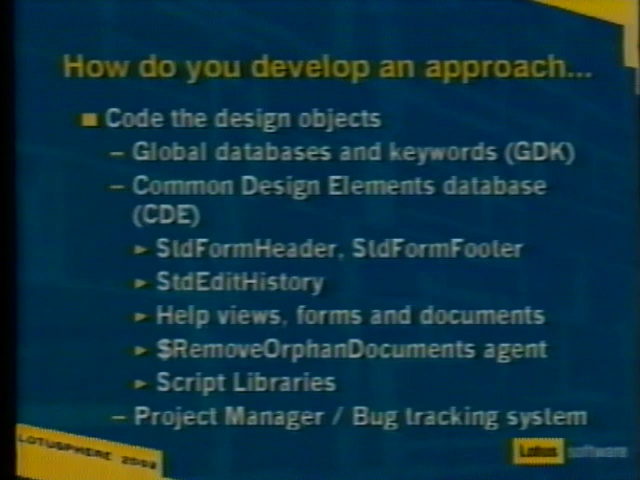 How do you develop an approach...
■ Code the design objects
– Global databases and keywords (GDK)
– Common Design Elements database
(CDE)
► StdFormHeader, StdFormFooter
► StdEditHistory
► Help views, forms and documents
► $RemoveOrphanDocuments agent
► Script Libraries
– Project Manager / Bug tracking system
LOTUSPHERE
Lotus software